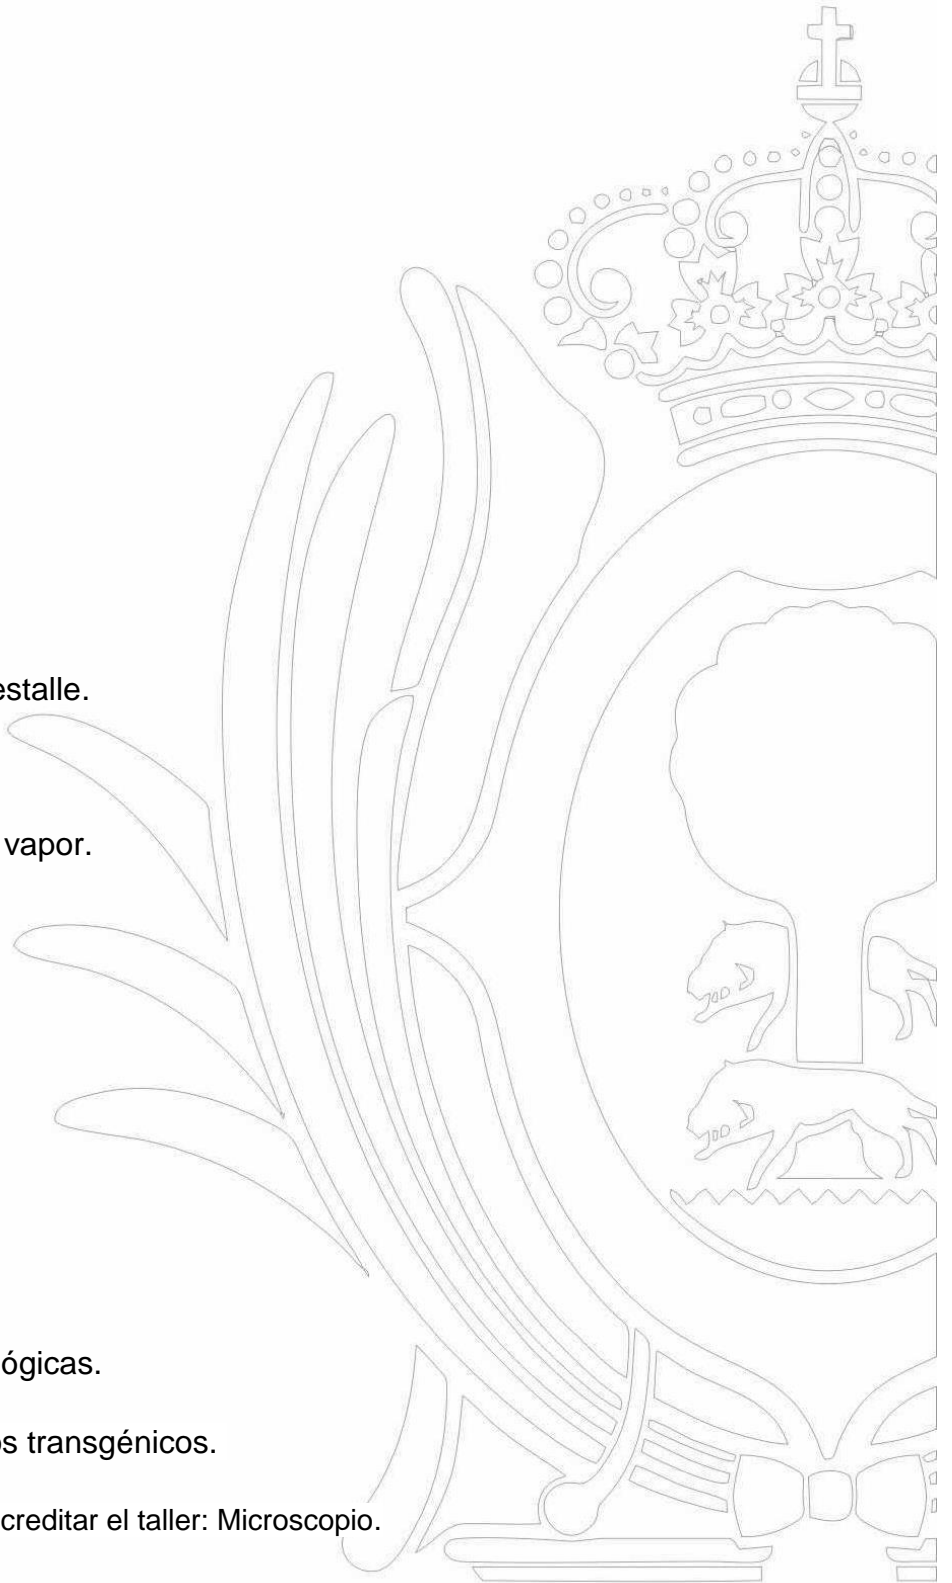 estalle.
vapor.
ógicas.
os transgénicos.
creditar el taller: Microscopio.